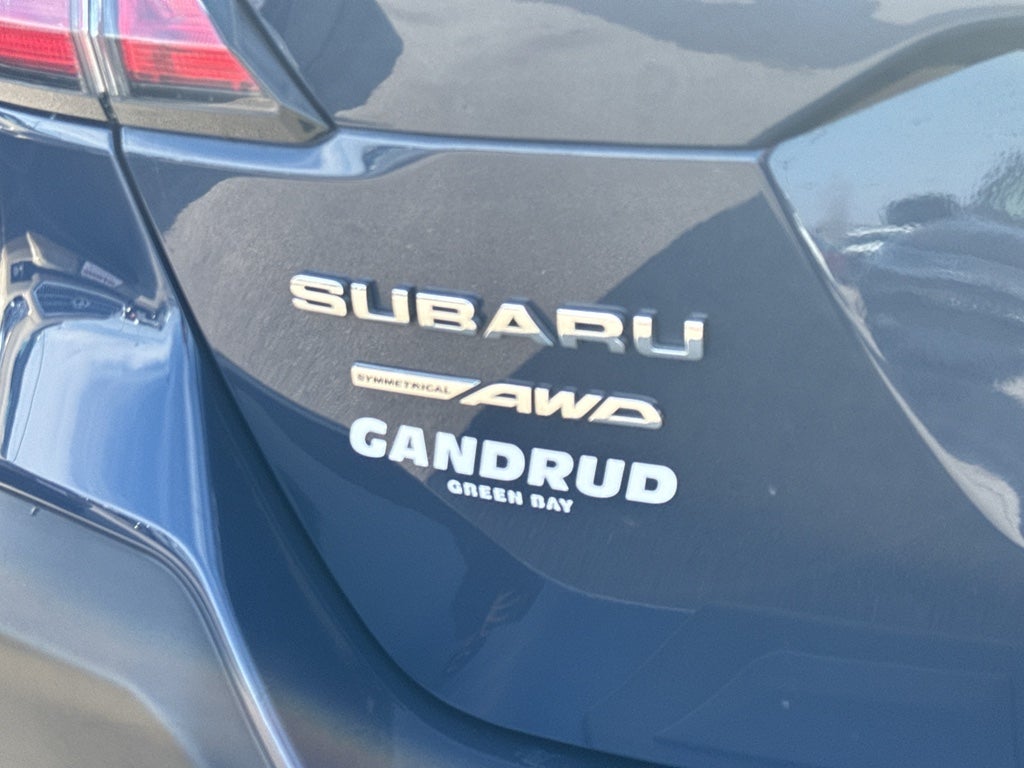 SUBARU
SYMMETRICAL AWD
GANDRUD
GREEN BAY